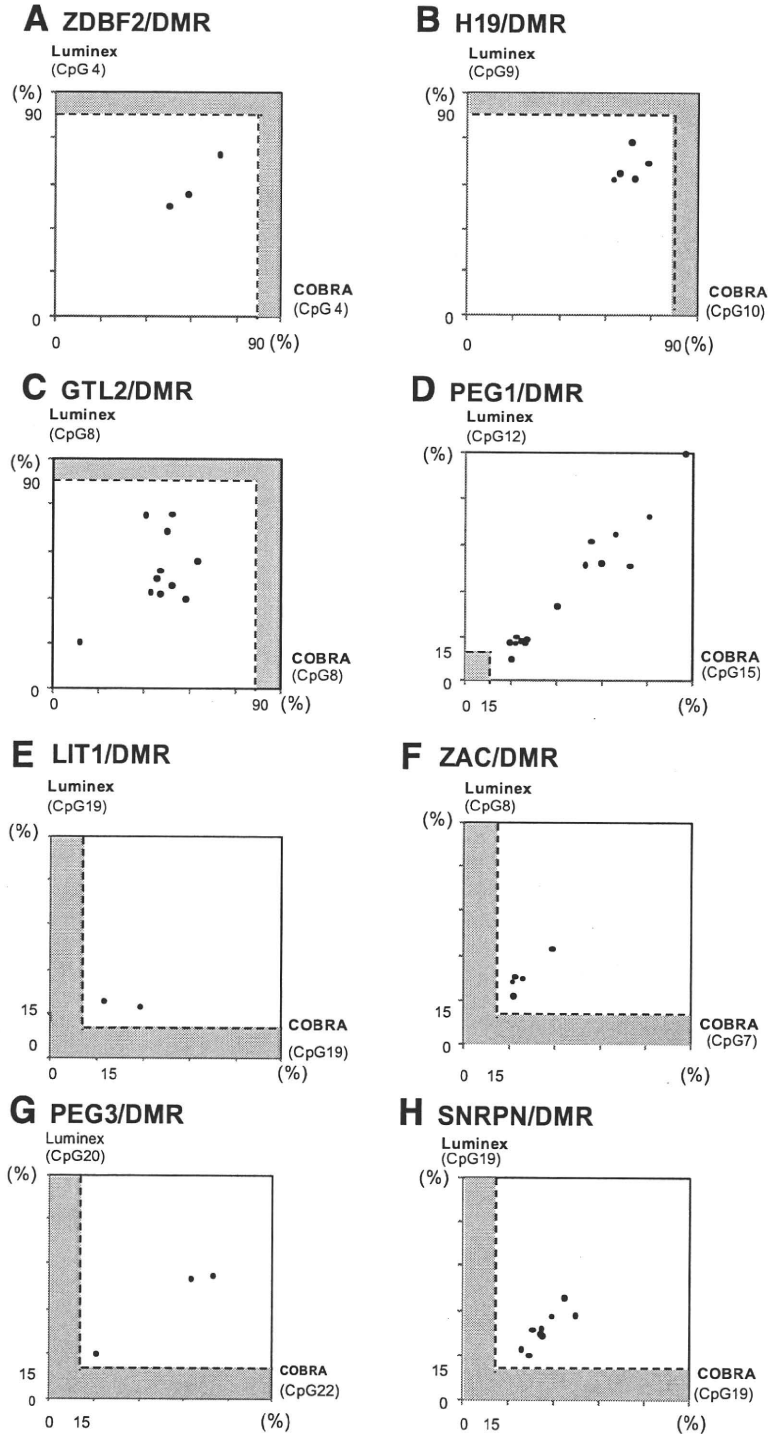 A ZDBF2/DMR
Luminex
(CpG 4)
(%)
90
0
0
90 (%)
COBRA
(CpG 4)
B H19/DMR
Luminex
(CpG9)
(%)
90
0
0
90 (%)
COBRA
(CpG10)
C GTL2/DMR
Luminex
(CpG8)
(%)
90
0
0
90 (%)
COBRA
(CpG8)
D PEG1/DMR
Luminex
(CpG12)
(%)
15
0
0 15
(%)
COBRA
(CpG15)
E LIT1/DMR
Luminex
(CpG19)
(%)
15
0
15
(%)
COBRA
(CpG19)
F ZAC/DMR
Luminex
(CpG8)
(%)
15
0
0 15
(%)
COBRA
(CpG7)
G PEG3/DMR
Luminex
(CpG20)
(%)
15
0
0 15
(%)
COBRA
(CpG22)
H SNRPN/DMR
Luminex
(CpG19)
(%)
15
0
0 15
(%)
COBRA
(CpG19)